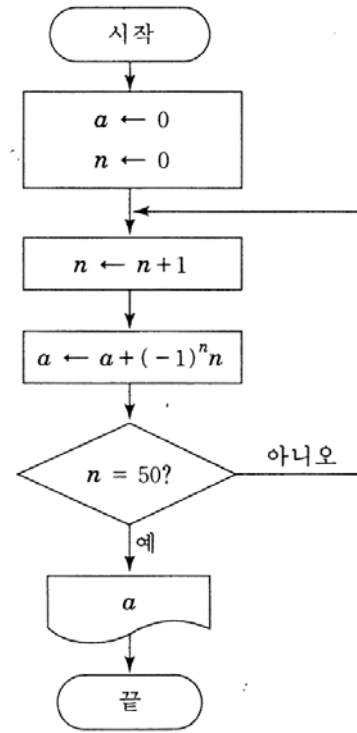 시작
a ← 0
n ← 0
n ← n+1
a ← a+(-1)ⁿn
n = 50?
아니오
예
a
끝